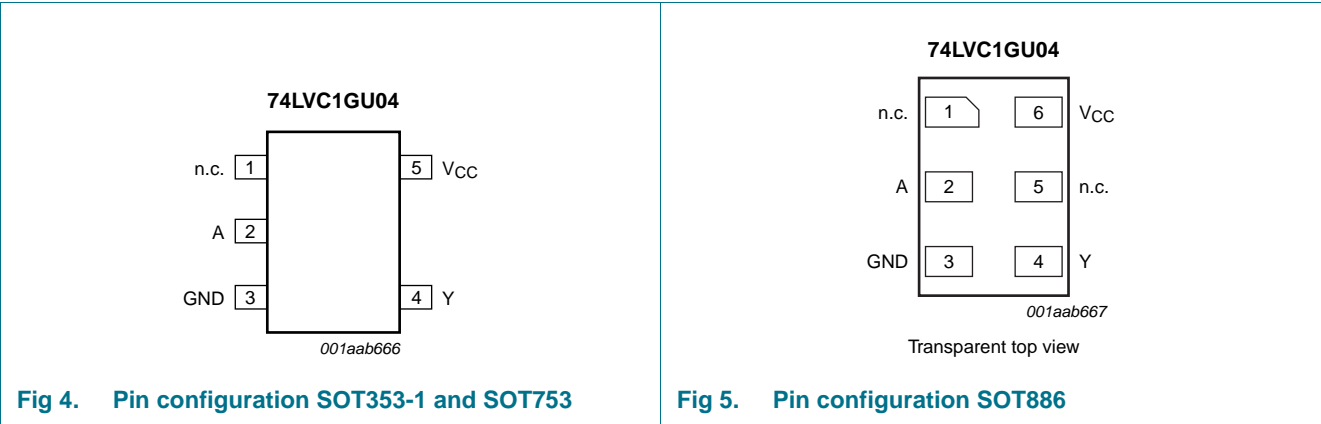 74LVC1GU04
n.c. 1 5 VCC
A 2
GND 3 4 Y
001aab666
Fig 4. Pin configuration SOT353-1 and SOT753
74LVC1GU04
n.c. 1 6 VCC
A 2 5 n.c.
GND 3 4 Y
001aab667
Transparent top view
Fig 5. Pin configuration SOT886